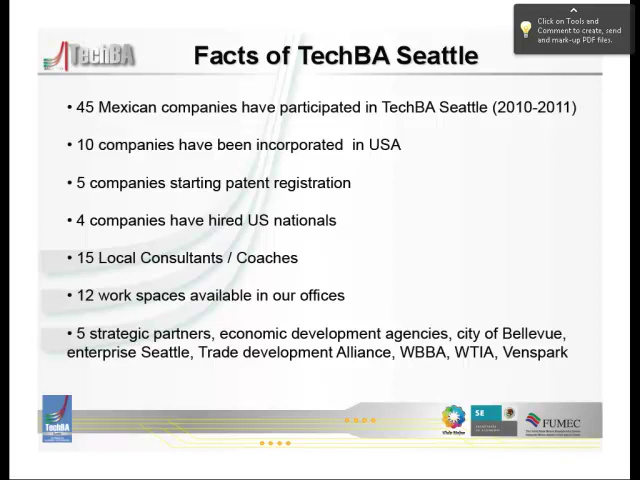 Click on Tools and
Comment to create, send
and mark-up PDF files.
TechBA
Facts of TechBA Seattle
• 45 Mexican companies have participated in TechBA Seattle (2010-2011)
• 10 companies have been incorporated in USA
• 5 companies starting patent registration
• 4 companies have hired US nationals
• 15 Local Consultants / Coaches
• 12 work spaces available in our offices
• 5 strategic partners, economic development agencies, city of Bellevue,
enterprise Seattle, Trade development Alliance, WBBA, WTIA, Venspark
TechBA
SE
FUMEC
Vivir Mejor